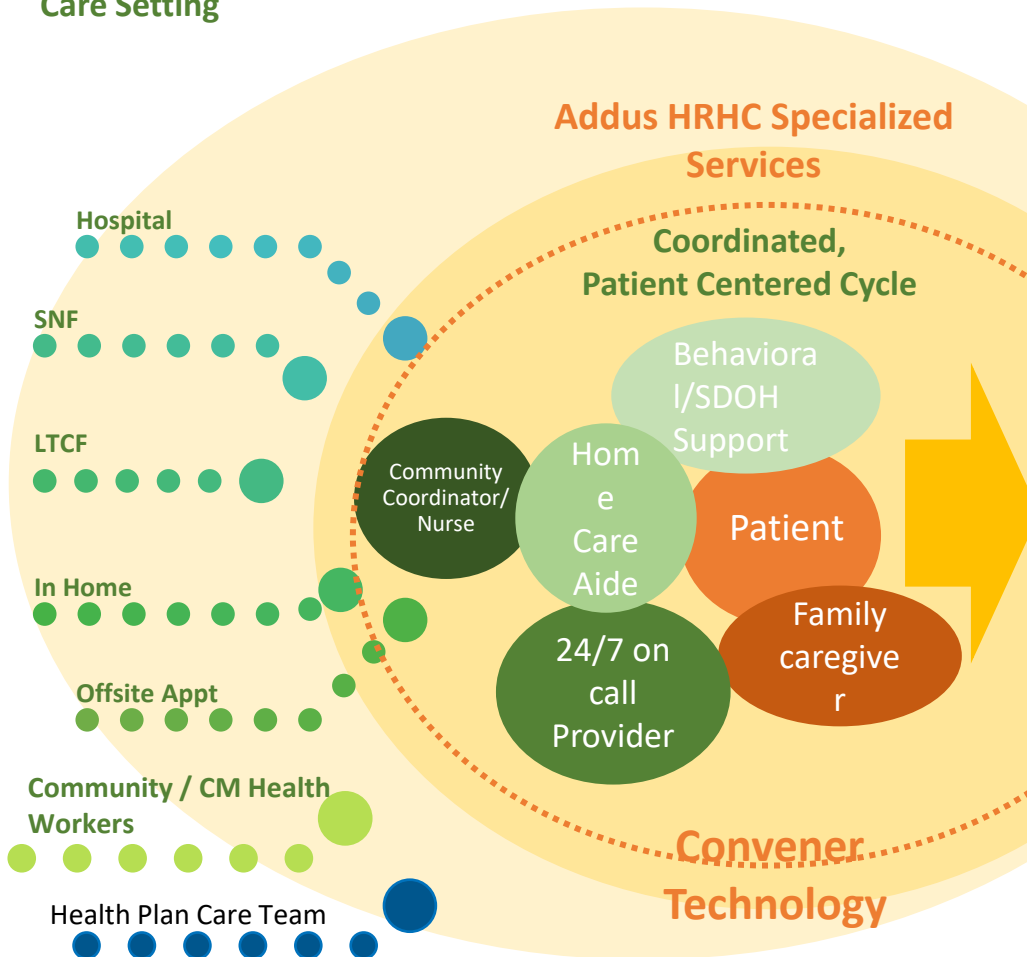 Care Setting
Addus HRHC Specialized
Services
Hospital
Coordinated,
Patient Centered Cycle
SNF
Behaviora
l/SDOH
Support
LTCF
Community
Coordinator/
Nurse
Hom
e
Care
Aide
Patient
In Home
Family
caregive
r
24/7 on
call
Provider
Offsite Appt
Community / CM Health
Workers
Convener
Technology
Health Plan Care Team